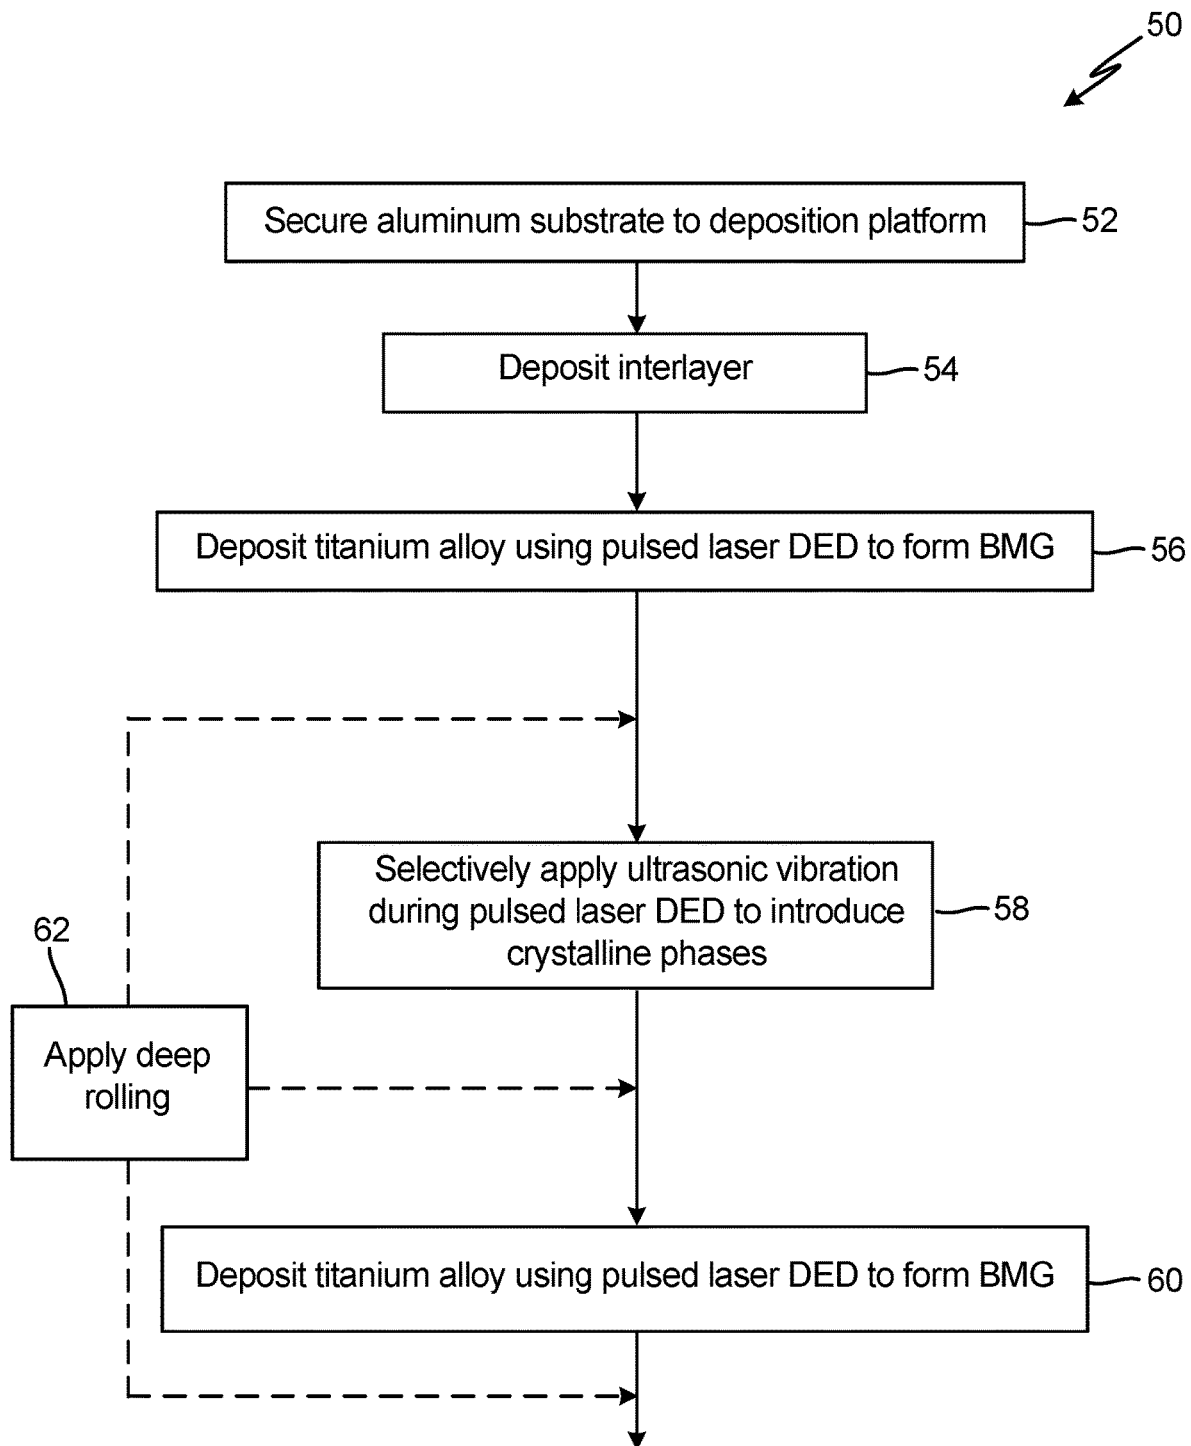 50
Secure aluminum substrate to deposition platform
52
Deposit interlayer
54
Deposit titanium alloy using pulsed laser DED to form BMG
56
Selectively apply ultrasonic vibration
during pulsed laser DED to introduce
crystalline phases
58
62
Apply deep
rolling
Deposit titanium alloy using pulsed laser DED to form BMG
60